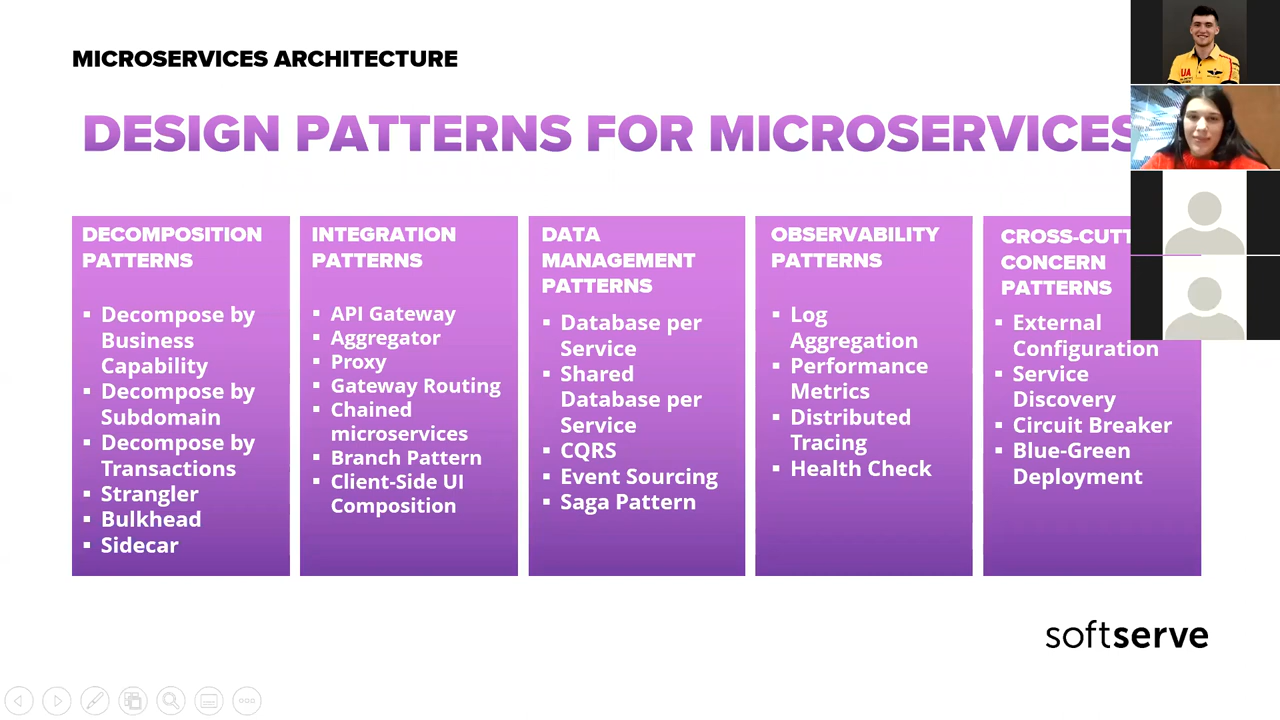 MICROSERVICES ARCHITECTURE
DESIGN PATTERNS FOR MICROSERVICES
DECOMPOSITION
PATTERNS
▪ Decompose by
Business
Capability
▪ Decompose by
Subdomain
▪ Decompose by
Transactions
▪ Strangler
▪ Bulkhead
▪ Sidecar
INTEGRATION
PATTERNS
▪ API Gateway
▪ Aggregator
▪ Proxy
▪ Gateway Routing
▪ Chained
microservices
▪ Branch Pattern
▪ Client-Side UI
Composition
DATA
MANAGEMENT
PATTERNS
▪ Database per
Service
▪ Shared
Database per
Service
▪ CQRS
▪ Event Sourcing
▪ Saga Pattern
OBSERVABILITY
PATTERNS
▪ Log
Aggregation
▪ Performance
Metrics
▪ Distributed
Tracing
▪ Health Check
CROSS-CUTT
CONCERN
PATTERNS
▪ External
Configuration
▪ Service
Discovery
▪ Circuit Breaker
▪ Blue-Green
Deployment
softserve
UA